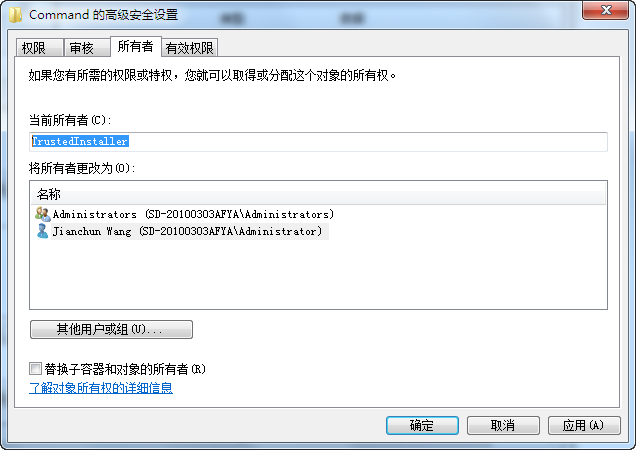 Command 的高级安全设置
权限 审核 所有者 有效权限
如果您有所需的权限或特权，您就可以取得或分配这个对象的所有权。
当前所有者(C):
TrustedInstaller
将所有者更改为(O):
名称
Administrators (SD-20100303AFYA\Administrators)
Jianchun Wang (SD-20100303AFYA\Administrator)
其他用户或组(U)...
替换子容器和对象的所有者(R)
了解对象所有权的详细信息
确定 取消 应用(A)